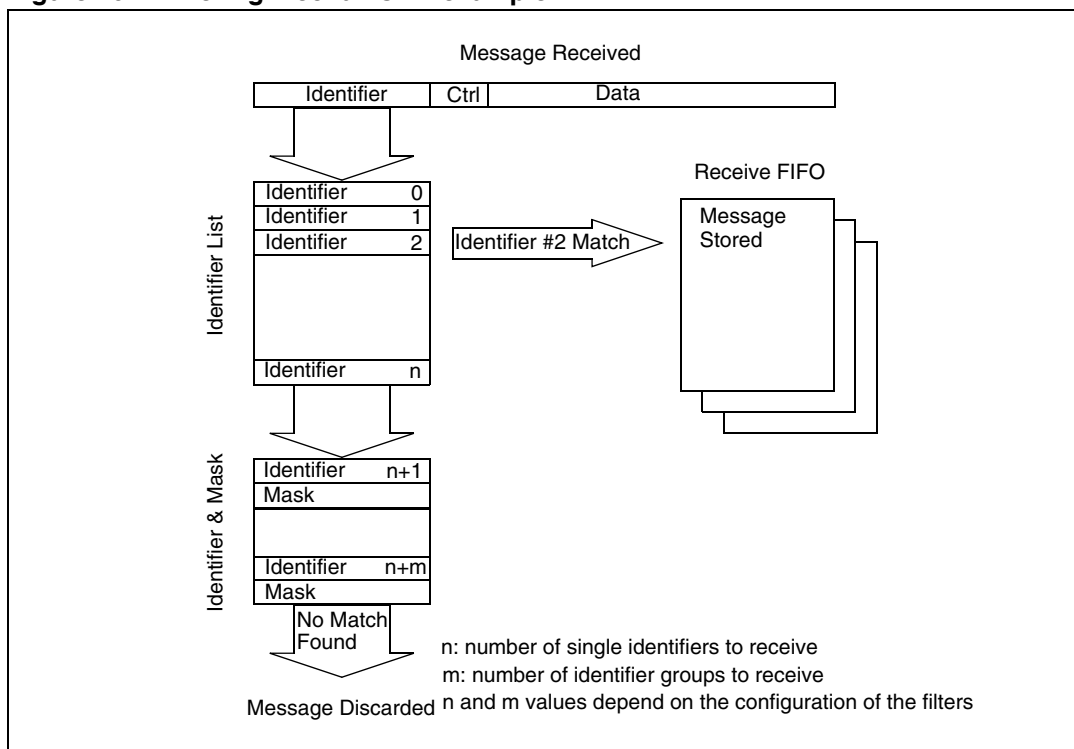 Message Received
Identifier Ctrl Data
Identifier List
Identifier 0
Identifier 1
Identifier 2
Identifier n
Identifier #2 Match
Receive FIFO
Message
Stored
Identifier & Mask
Identifier n+1
Mask
Identifier n+m
Mask
No Match
Found
Message Discarded
n: number of single identifiers to receive
m: number of identifier groups to receive
n and m values depend on the configuration of the filters